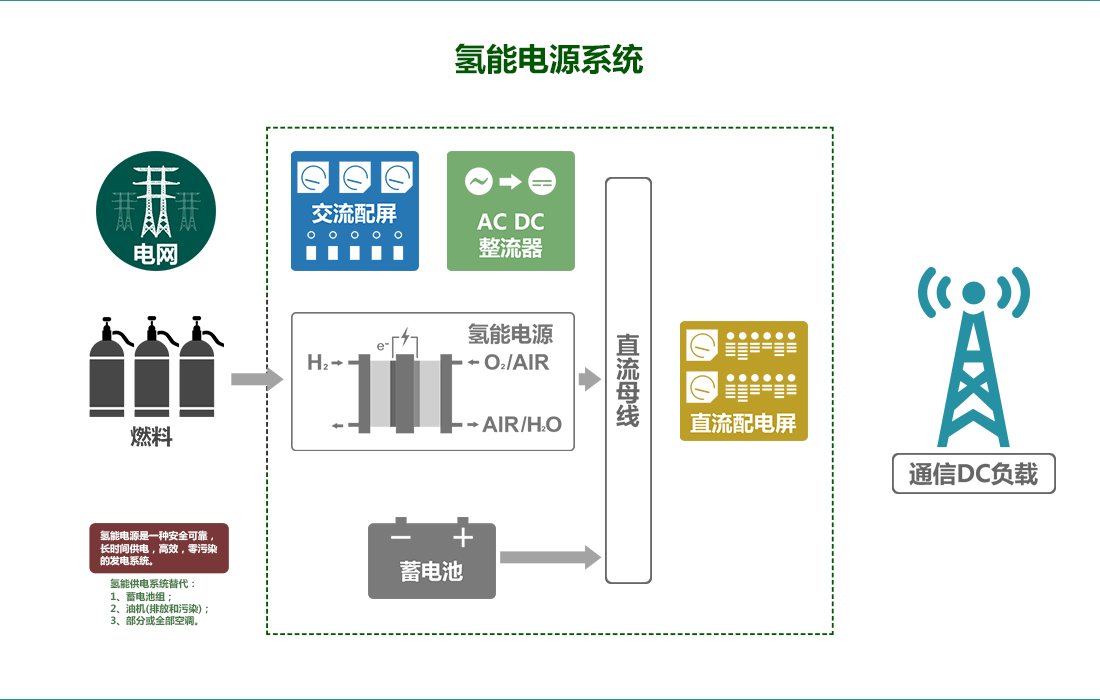 氢能电源系统
电网
交流配屏
AC DC
整流器
燃料
氢能电源
e-
H₂
O₂/AIR
AIR/H₂O
直流母线
直流配电屏
通信DC负载
蓄电池
氢能电源是一种安全可靠，
长时间供电，高效，零污染
的发电系统。
氢能供电系统替代：
1、蓄电池组；
2、油机(排放和污染)；
3、部分或全部空调。